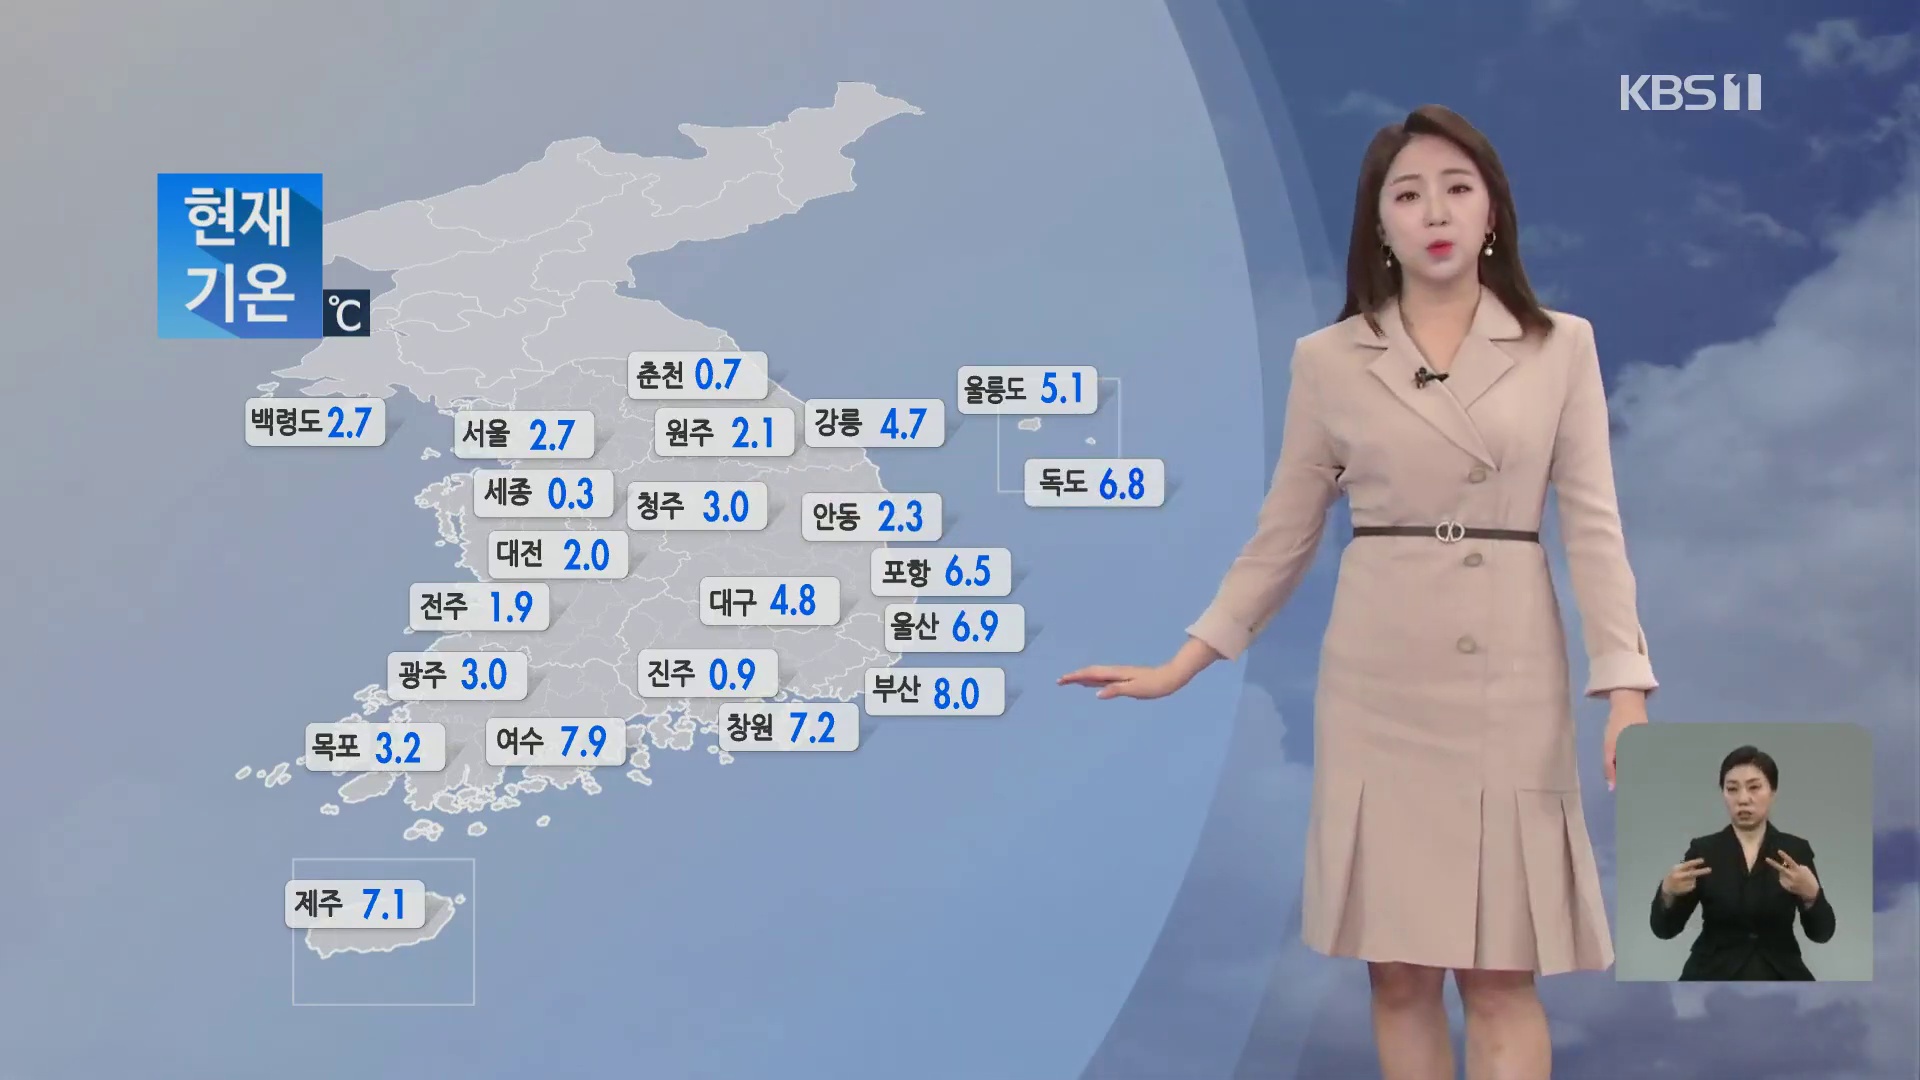 KBS 1
현재
기온
℃
춘천 0.7
울릉도 5.1
백령도 2.7
서울 2.7
원주 2.1
강릉 4.7
독도 6.8
세종 0.3
청주 3.0
안동 2.3
대전 2.0
포항 6.5
전주 1.9
대구 4.8
울산 6.9
광주 3.0
진주 0.9
부산 8.0
목포 3.2
여수 7.9
창원 7.2
제주 7.1